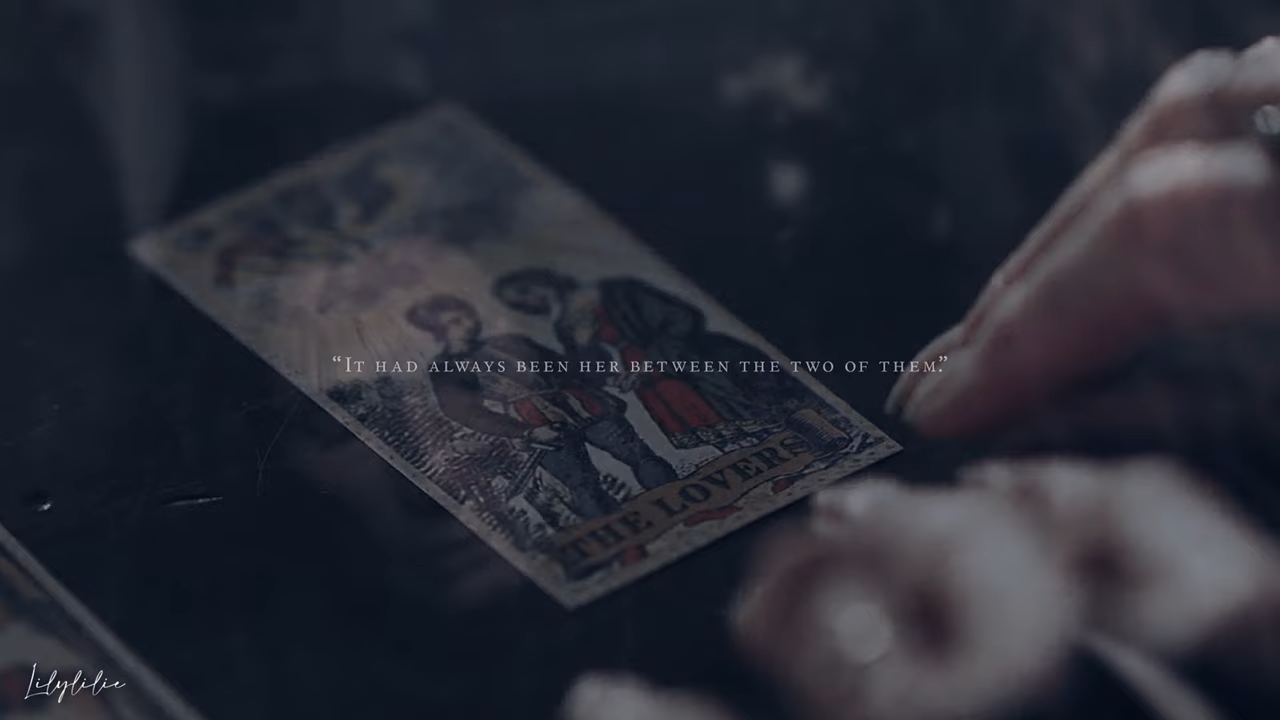 “It had always been her between the two of them.”
THE LOVERS
Lilylilie